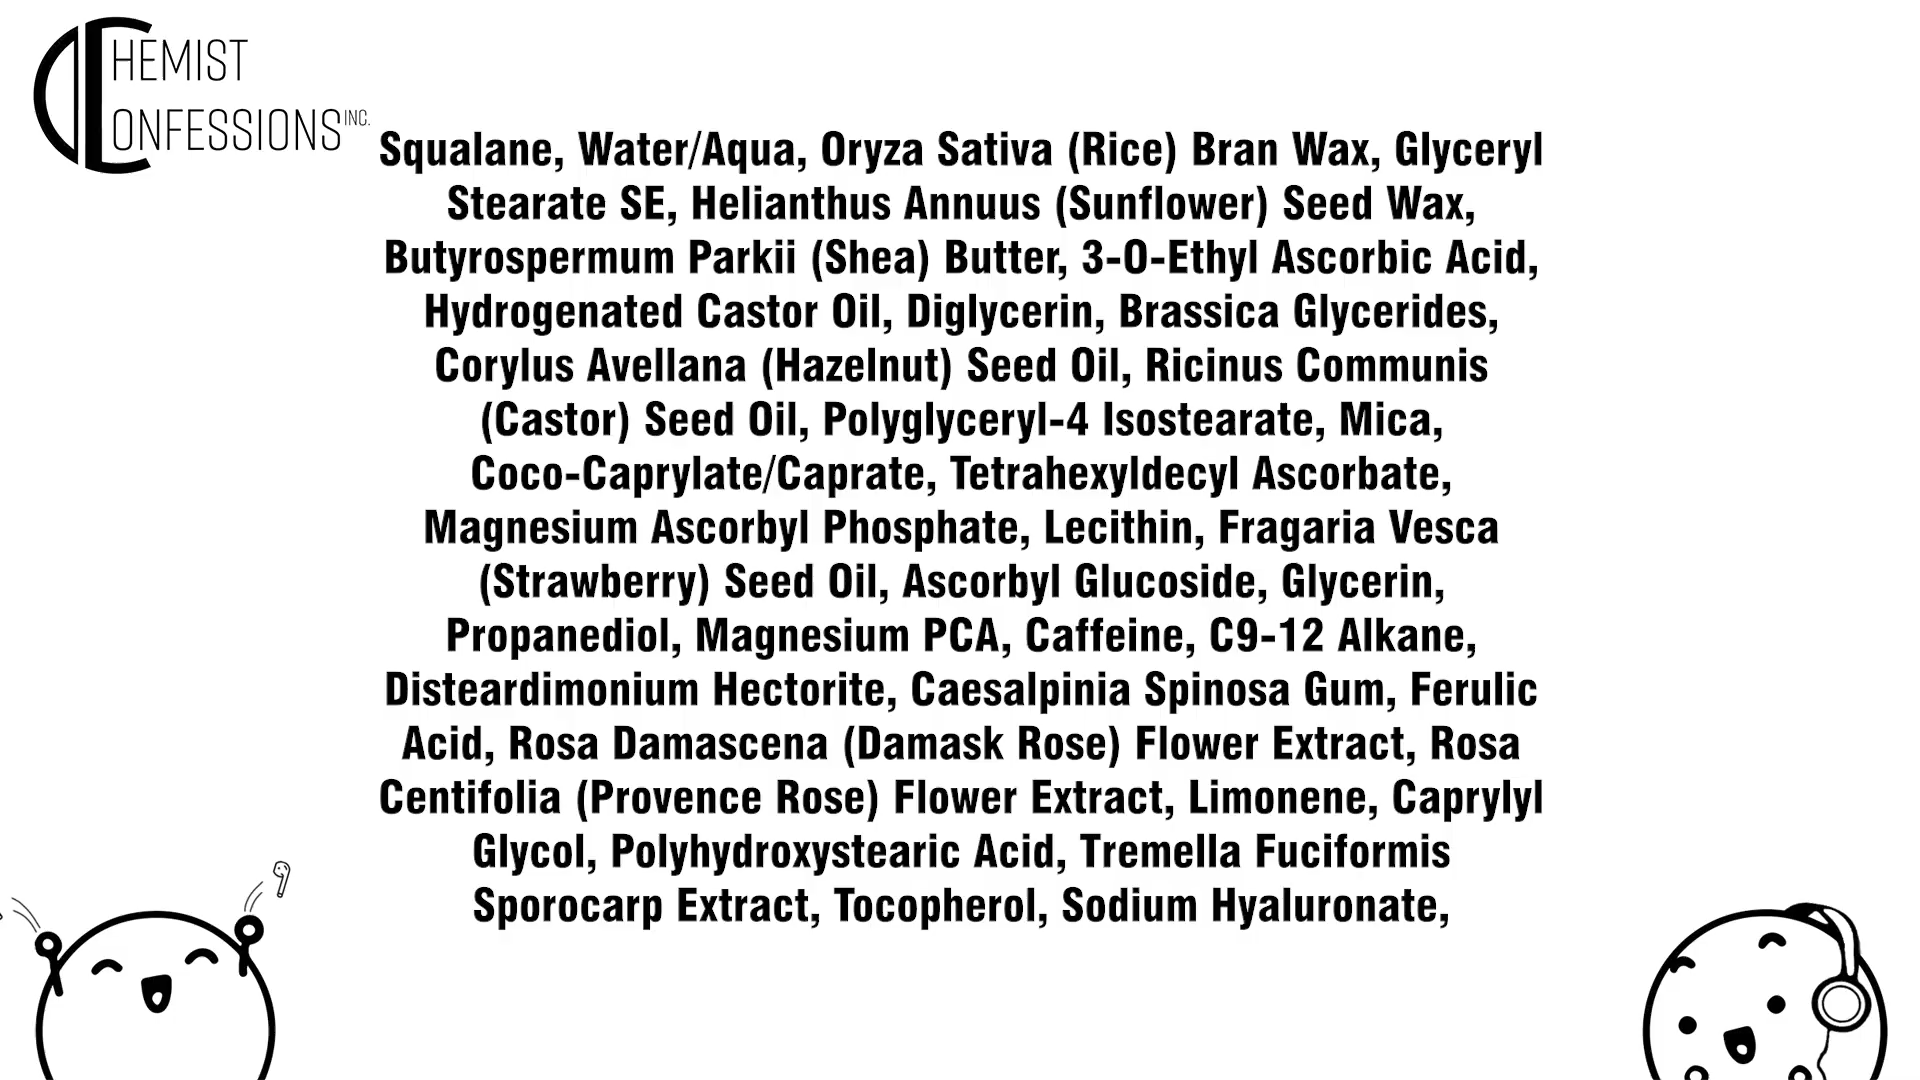 CHEMIST
CONFESSIONS INC.
Squalane, Water/Aqua, Oryza Sativa (Rice) Bran Wax, Glyceryl
Stearate SE, Helianthus Annuus (Sunflower) Seed Wax,
Butyrospermum Parkii (Shea) Butter, 3-O-Ethyl Ascorbic Acid,
Hydrogenated Castor Oil, Diglycerin, Brassica Glycerides,
Corylus Avellana (Hazelnut) Seed Oil, Ricinus Communis
(Castor) Seed Oil, Polyglyceryl-4 Isostearate, Mica,
Coco-Caprylate/Caprate, Tetrahexyldecyl Ascorbate,
Magnesium Ascorbyl Phosphate, Lecithin, Fragaria Vesca
(Strawberry) Seed Oil, Ascorbyl Glucoside, Glycerin,
Propanediol, Magnesium PCA, Caffeine, C9-12 Alkane,
Disteardimonium Hectorite, Caesalpinia Spinosa Gum, Ferulic
Acid, Rosa Damascena (Damask Rose) Flower Extract, Rosa
Centifolia (Provence Rose) Flower Extract, Limonene, Caprylyl
Glycol, Polyhydroxystearic Acid, Tremella Fuciformis
Sporocarp Extract, Tocopherol, Sodium Hyaluronate,